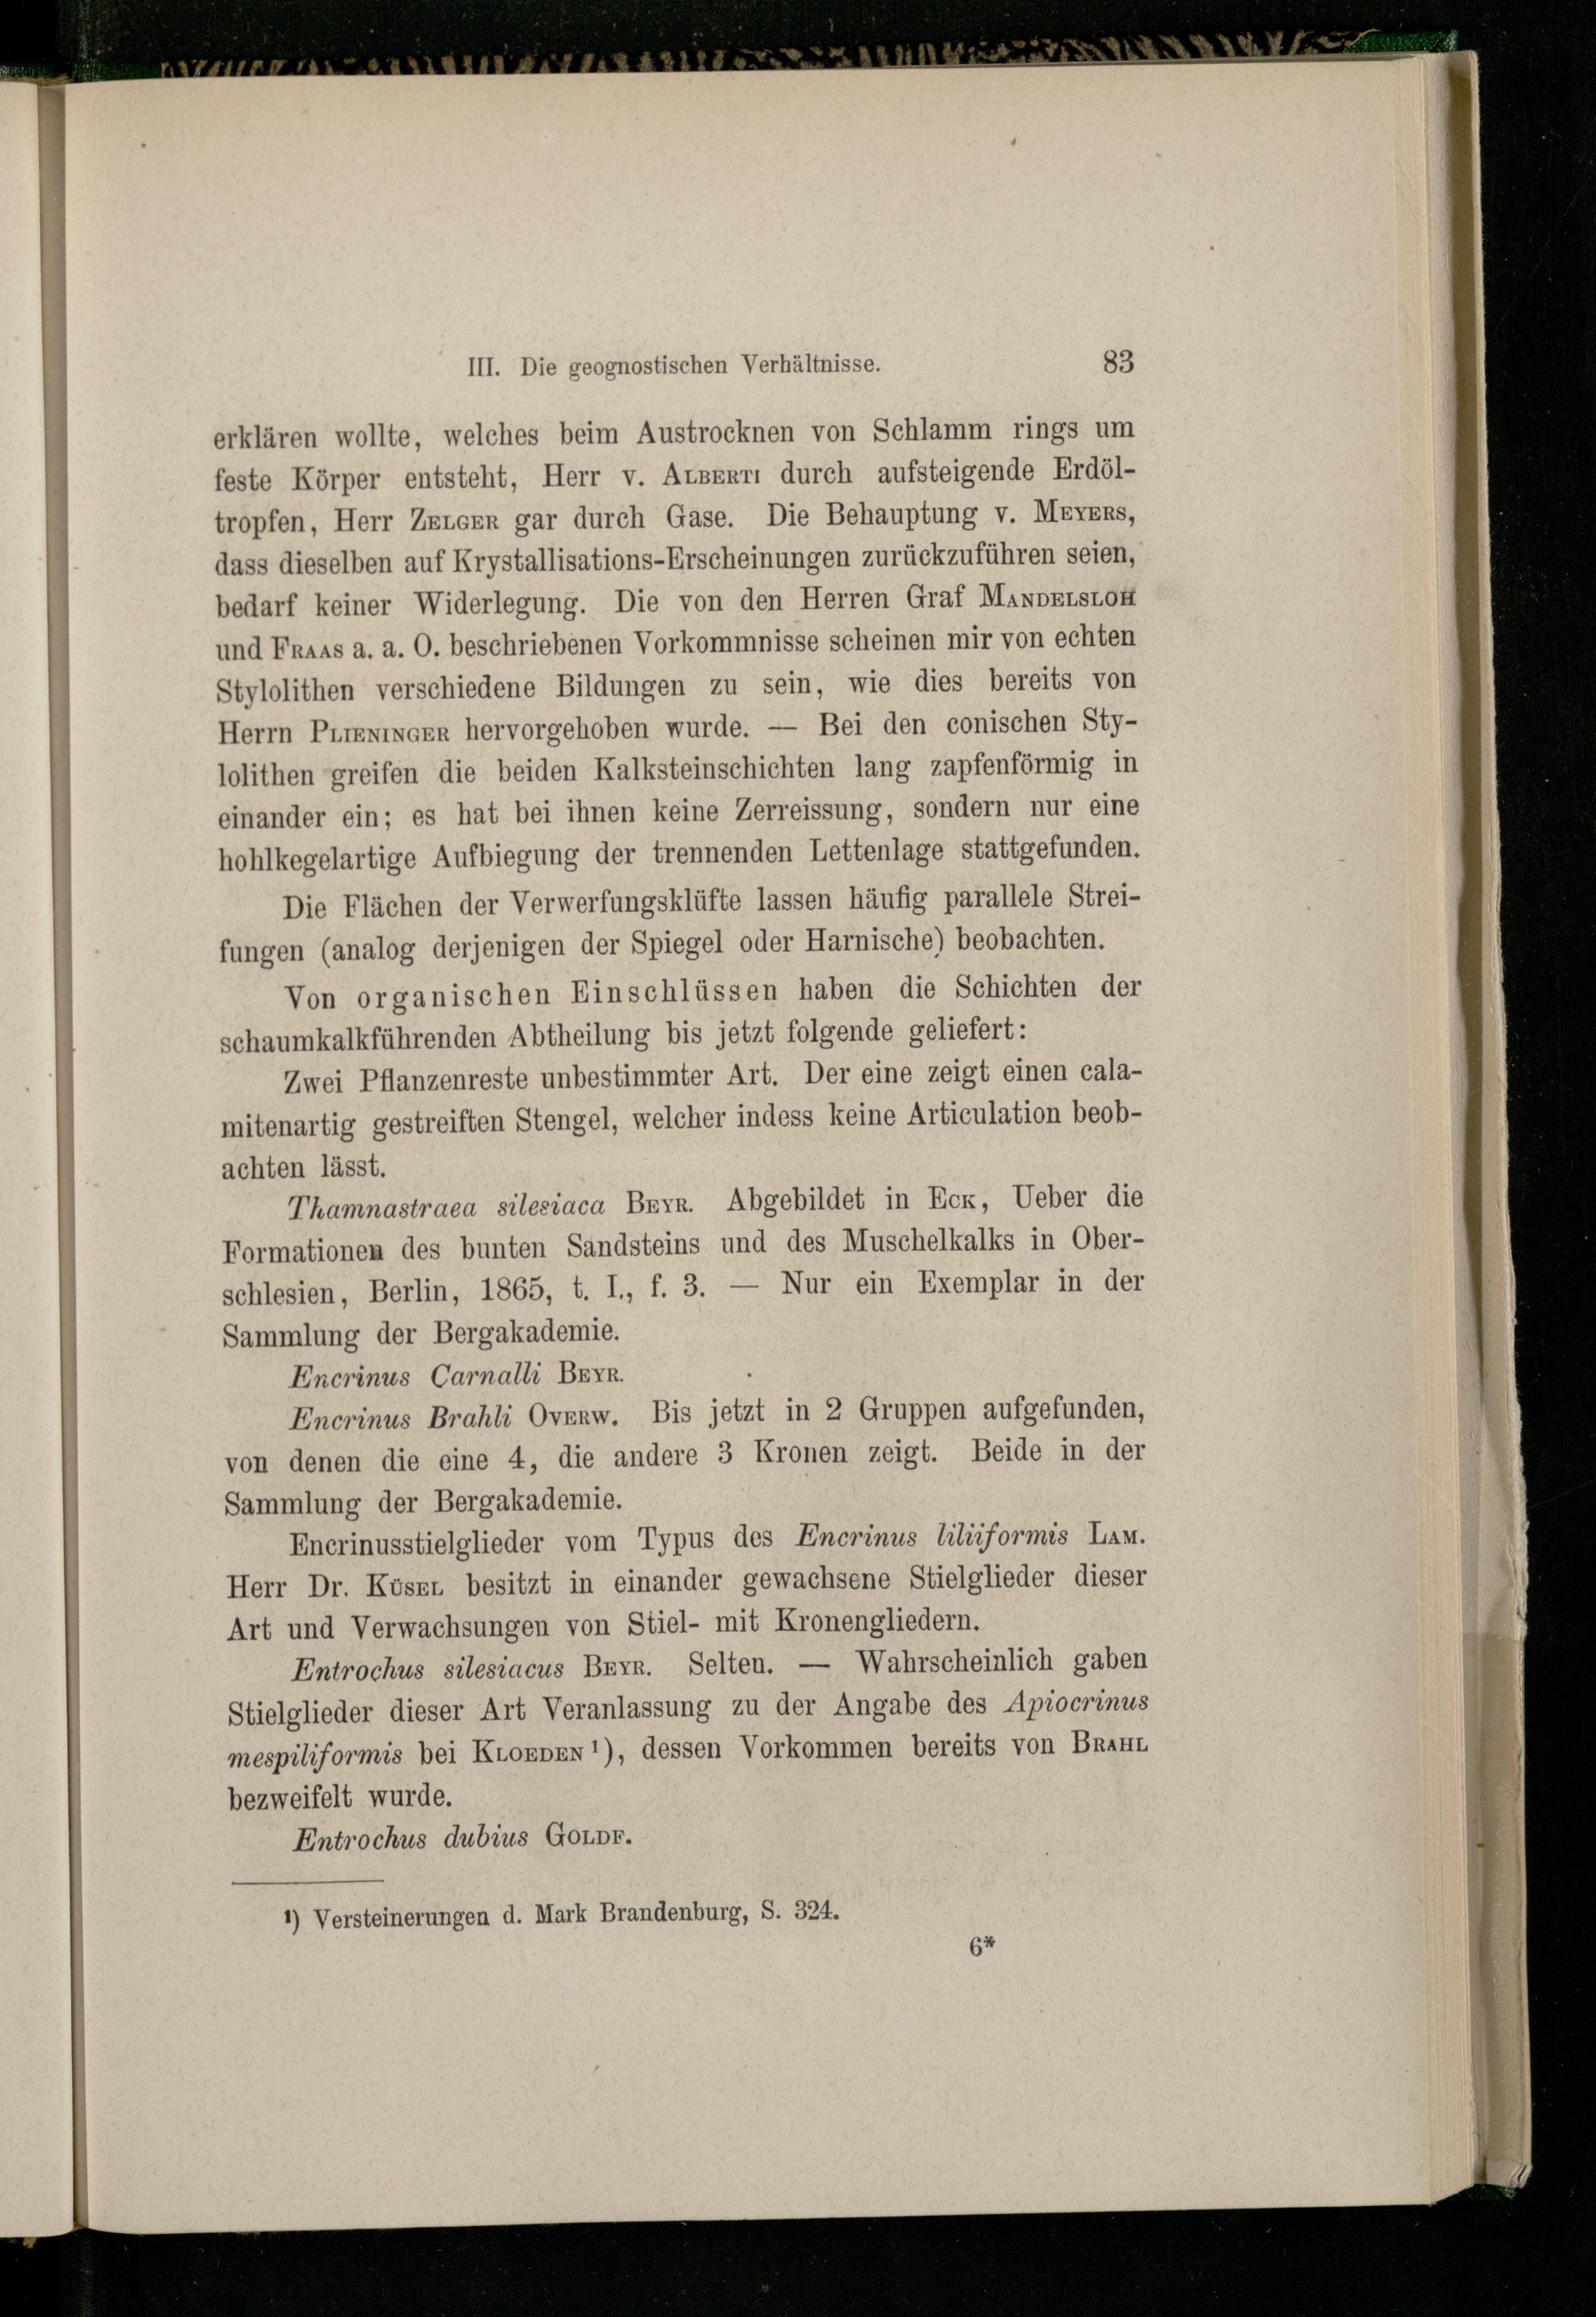 III. Die geognostischen Verhältnisse. 83
erklären wollte, welches beim Austrocknen von Schlamm rings um
feste Körper entsteht, Herr v. ALBERTI durch aufsteigende Erdöl-
tropfen, Herr ZELGER gar durch Gase. Die Behauptung v. MEYERS,
dass dieselben auf Krystallisations-Erscheinungen zurückzuführen seien,
bedarf keiner Widerlegung. Die von den Herren Graf MANDELSLOH
und FRAAS a. a. O. beschriebenen Vorkommnisse scheinen mir von echten
Stylolithen verschiedene Bildungen zu sein, wie dies bereits von
Herrn PLIENINGER hervorgehoben wurde. — Bei den conischen Sty-
lolithen greifen die beiden Kalksteinschichten lang zapfenförmig in
einander ein; es hat bei ihnen keine Zerreissung, sondern nur eine
hohlkegelartige Aufbiegung der trennenden Lettenlage stattgefunden.
Die Flächen der Verwerfungsklüfte lassen häufig parallele Strei-
fungen (analog derjenigen der Spiegel oder Harnische) beobachten.
Von organischen Einschlüssen haben die Schichten der
schaumkalkführenden Abtheilung bis jetzt folgende geliefert:
Zwei Pflanzenreste unbestimmter Art. Der eine zeigt einen cala-
mitenartig gestreiften Stengel, welcher indess keine Articulation beob-
achten lässt.
Thamnastraea silesiaca BEYR. Abgebildet in ECK, Ueber die
Formationen des bunten Sandsteins und des Muschelkalks in Ober-
schlesien, Berlin, 1865, t. I., f. 3. — Nur ein Exemplar in der
Sammlung der Bergakademie.
Encrinus Carnalli BEYR.
Encrinus Brahli OVERW. Bis jetzt in 2 Gruppen aufgefunden,
von denen die eine 4, die andere 3 Kronen zeigt. Beide in der
Sammlung der Bergakademie.
Encrinusstielglieder vom Typus des Encrinus liliiformis LAM.
Herr Dr. KÜSEL besitzt in einander gewachsene Stielglieder dieser
Art und Verwachsungen von Stiel- mit Kronengliedern.
Entrochus silesiacus BEYR. Selten. — Wahrscheinlich gaben
Stielglieder dieser Art Veranlassung zu der Angabe des Apiocrinus
mespiliformis bei KLOEDEN ¹), dessen Vorkommen bereits von BRAHL
bezweifelt wurde.
Entrochus dubius GOLDF.
¹) Versteinerungen d. Mark Brandenburg, S. 324.
6*